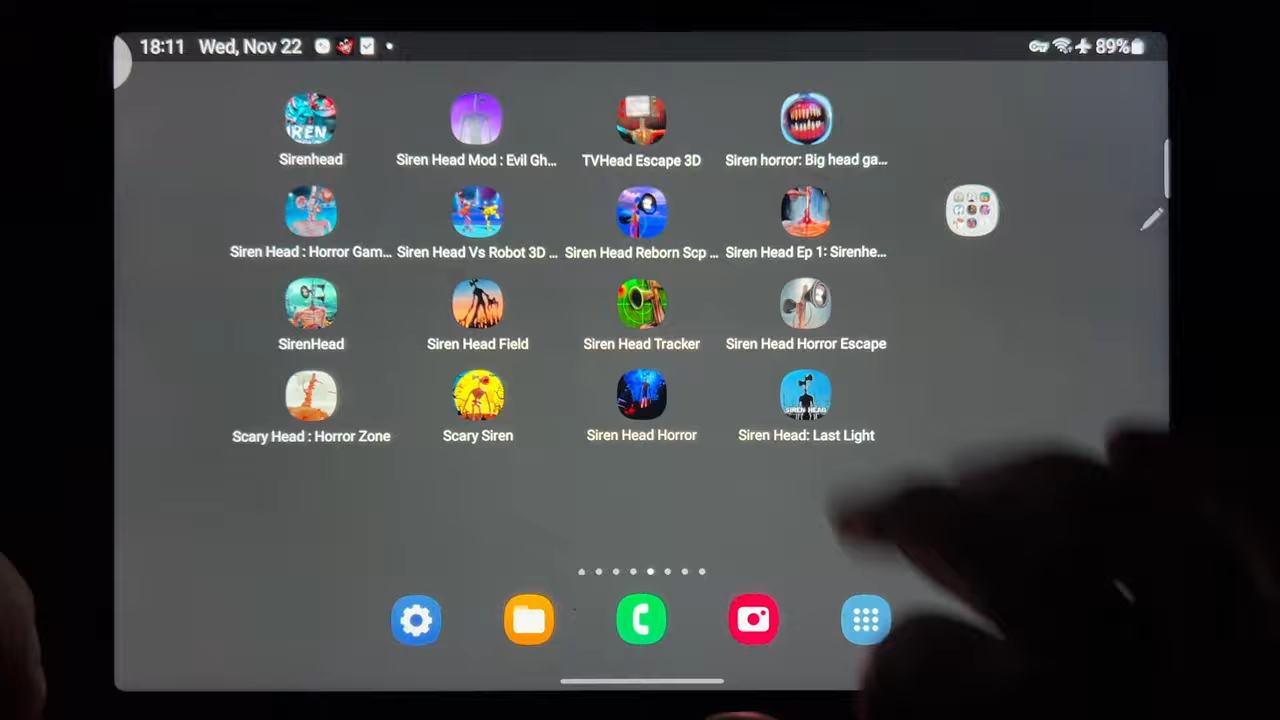 18:11 Wed, Nov 22 89%
IREN
Sirenhead
Siren Head Mod : Evil Gh...
TVHead Escape 3D
Siren horror: Big head ga...
Siren Head : Horror Gam...
Siren Head Vs Robot 3D ...
Siren Head Reborn Scp ...
Siren Head Ep 1: Sirenhe...
SirenHead
Siren Head Field
Siren Head Tracker
Siren Head Horror Escape
SIREN HEAD
Scary Head : Horror Zone
Scary Siren
Siren Head Horror
Siren Head: Last Light